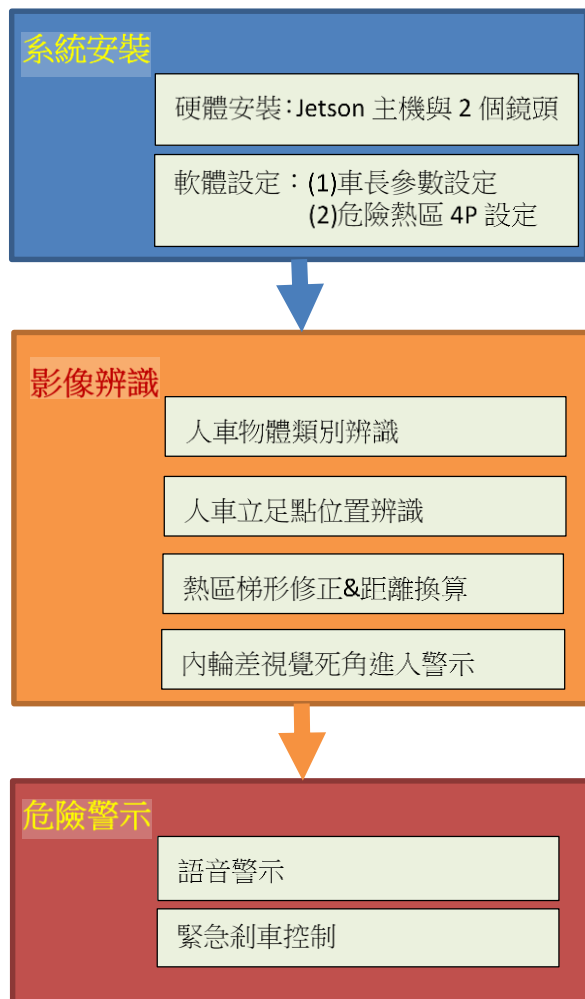 系統安裝
硬體安裝：Jetson 主機與 2 個鏡頭
軟體設定：(1)車長參數設定
(2)危險熱區 4P 設定
影像辨識
人車物體類別辨識
人車立足點位置辨識
熱區梯形修正&距離換算
內輪差視覺死角進入警示
危險警示
語音警示
緊急剎車控制